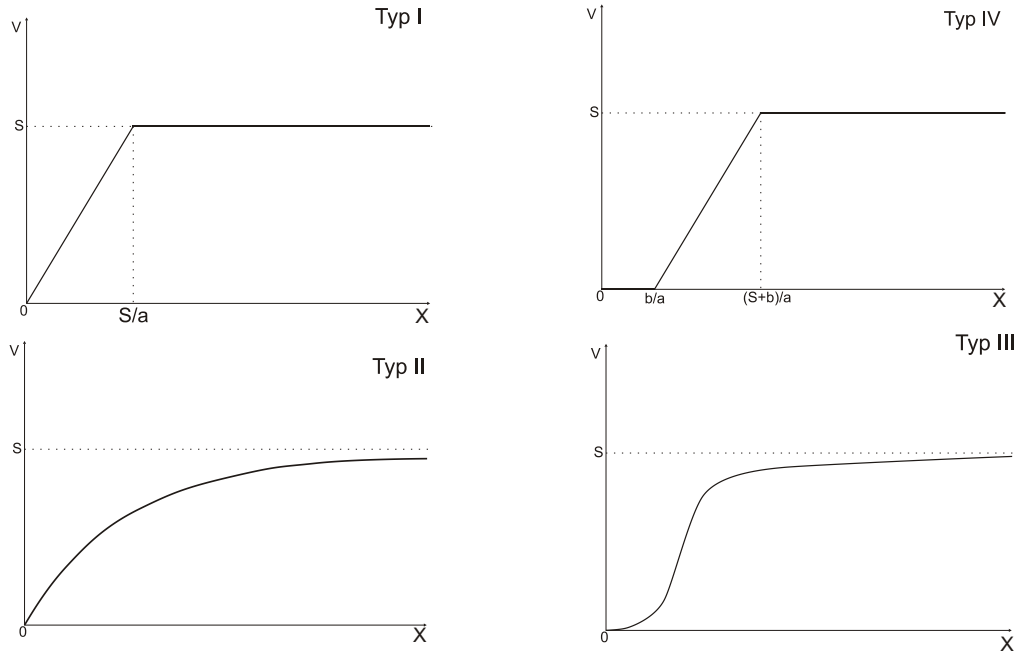 Typ I
V
S
0
S/a
X
Typ IV
V
S
0
b/a
(S+b)/a
X
Typ II
V
S
0
X
Typ III
V
S
0
X